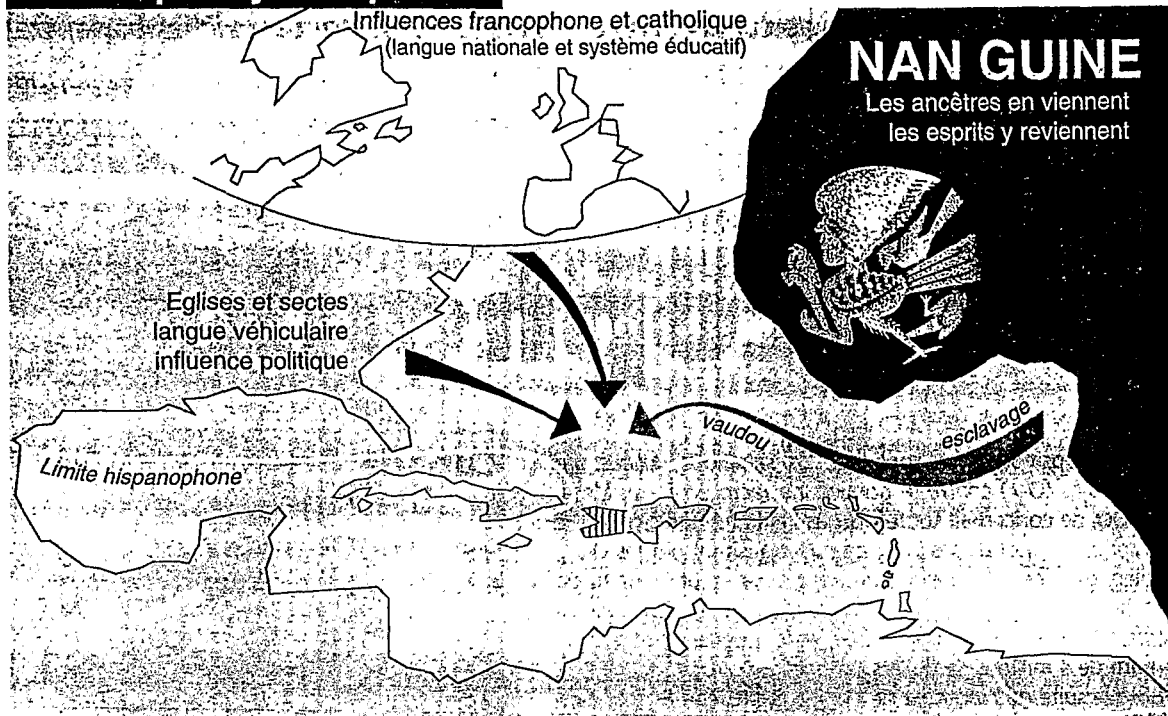 Influences francophone et catholique
(langue nationale et système éducatif)
NAN GUINE
Les ancêtres en viennent
les esprits y reviennent
Eglises et sectes
langue véhiculaire
influence politique
vaudou
esclavage
Limite hispanophone